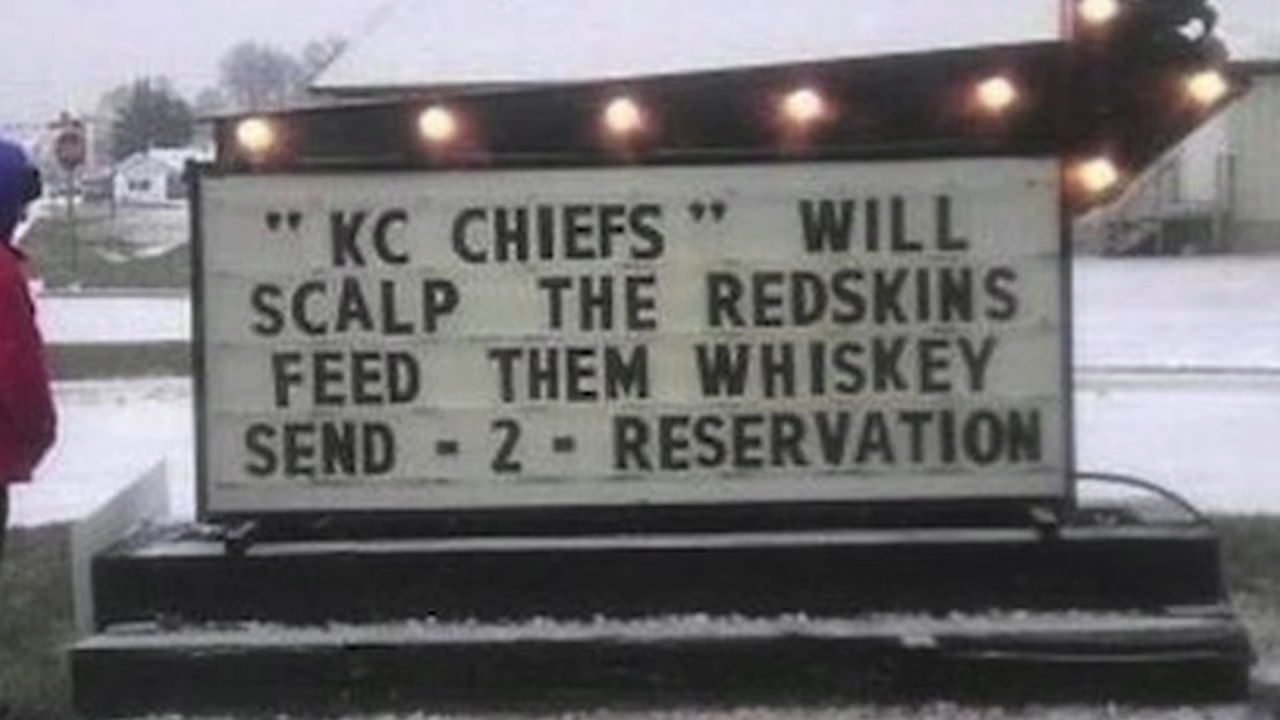 " KC CHIEFS " WILL
SCALP THE REDSKINS
FEED THEM WHISKEY
SEND - 2 - RESERVATION